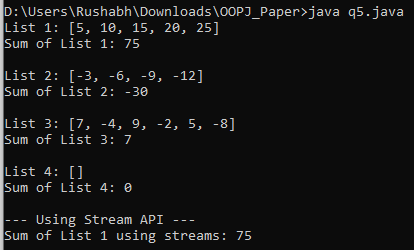 D:\Users\Rushabh\Downloads\OOPJ_Paper>java q5.java
List 1: [5, 10, 15, 20, 25]
Sum of List 1: 75
List 2: [-3, -6, -9, -12]
Sum of List 2: -30
List 3: [7, -4, 9, -2, 5, -8]
Sum of List 3: 7
List 4: []
Sum of List 4: 0
--- Using Stream API ---
Sum of List 1 using streams: 75